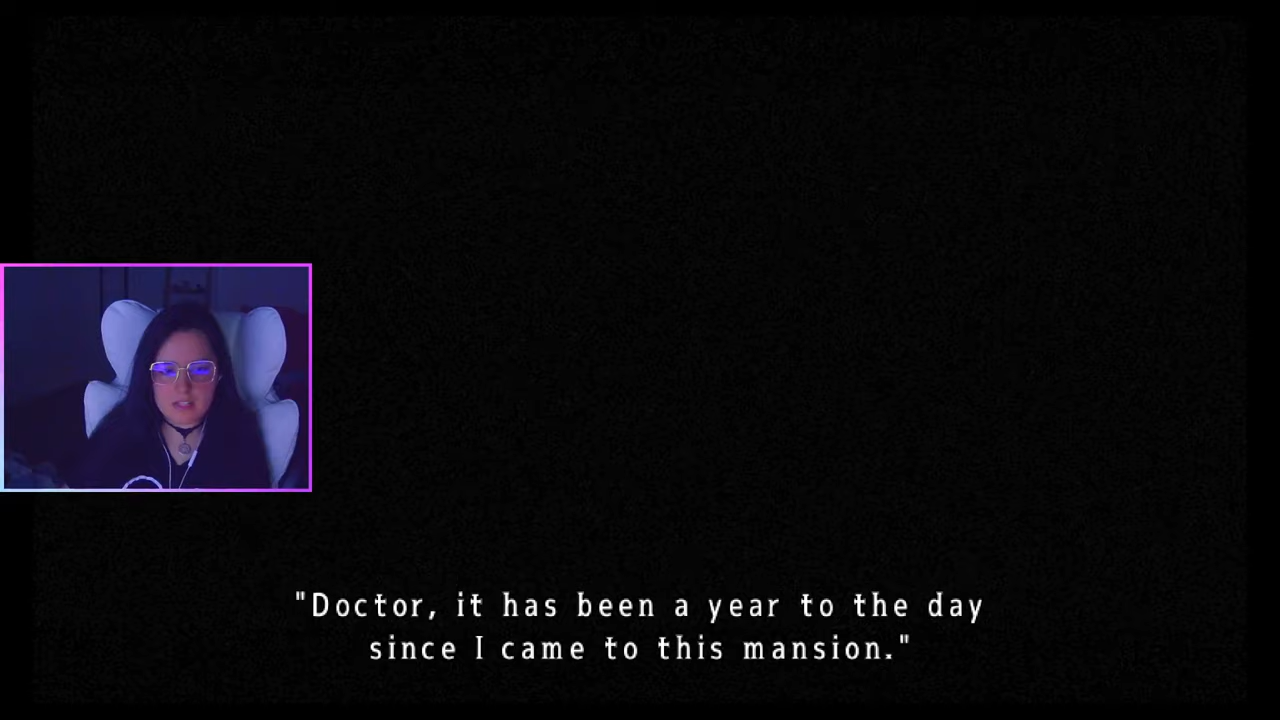 "Doctor, it has been a year to the day
since I came to this mansion."